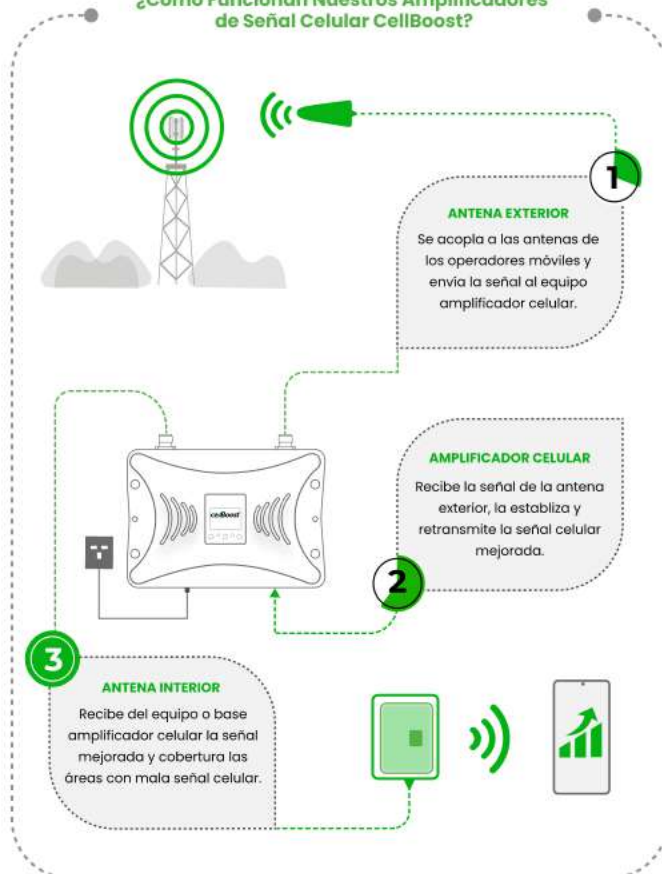 ¿Cómo Funcionan Nuestros Amplificadores
de Señal Celular CellBoost?
1
ANTENA EXTERIOR
Se acopla a las antenas de
los operadores móviles y
envía la señal al equipo
amplificador celular.
AMPLIFICADOR CELULAR
Recibe la señal de la antena
exterior, la establiza y
retransmite la señal celular
mejorada.
2
cellBoost
3
ANTENA INTERIOR
Recibe del equipo o base
amplificador celular la señal
mejorada y cobertura las
áreas con mala señal celular.